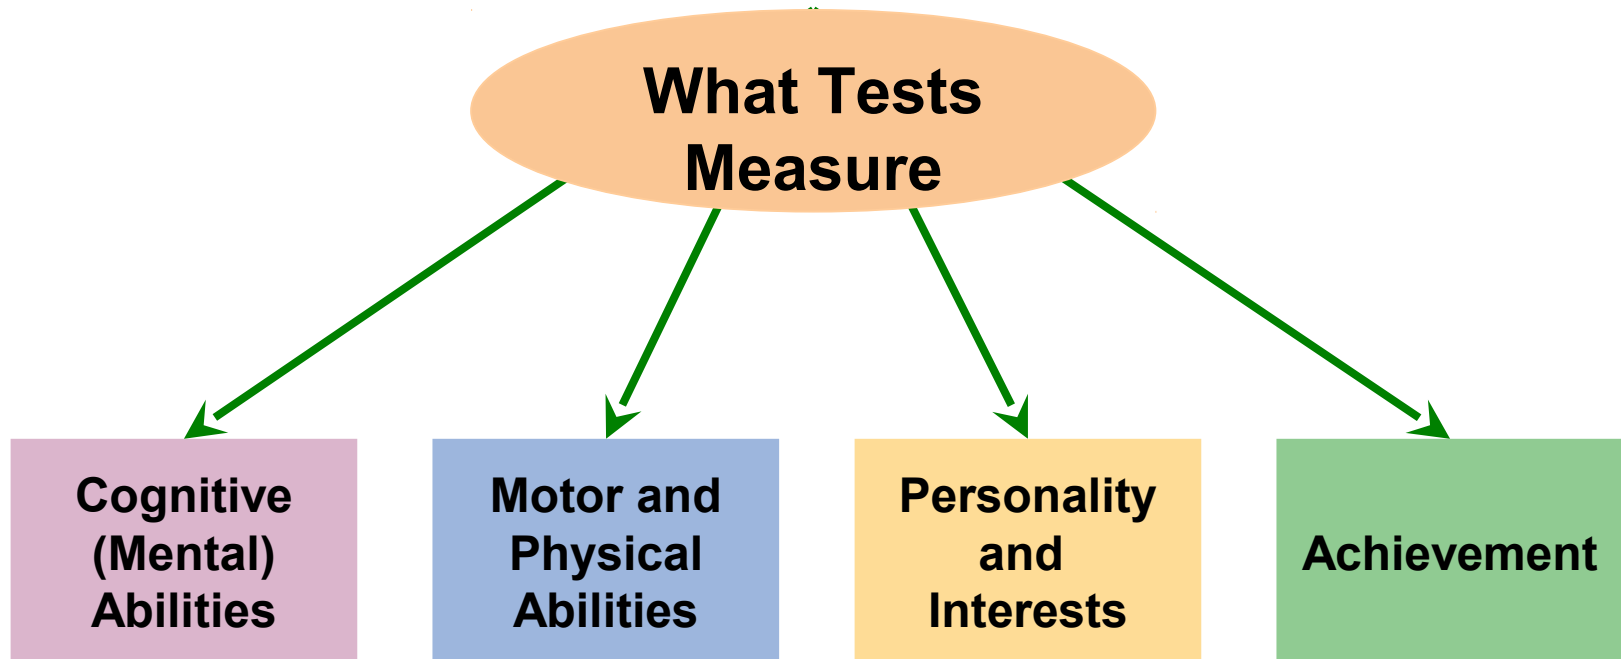 What Tests
Measure
Cognitive
(Mental)
Abilities
Motor and
Physical
Abilities
Personality
and
Interests
Achievement